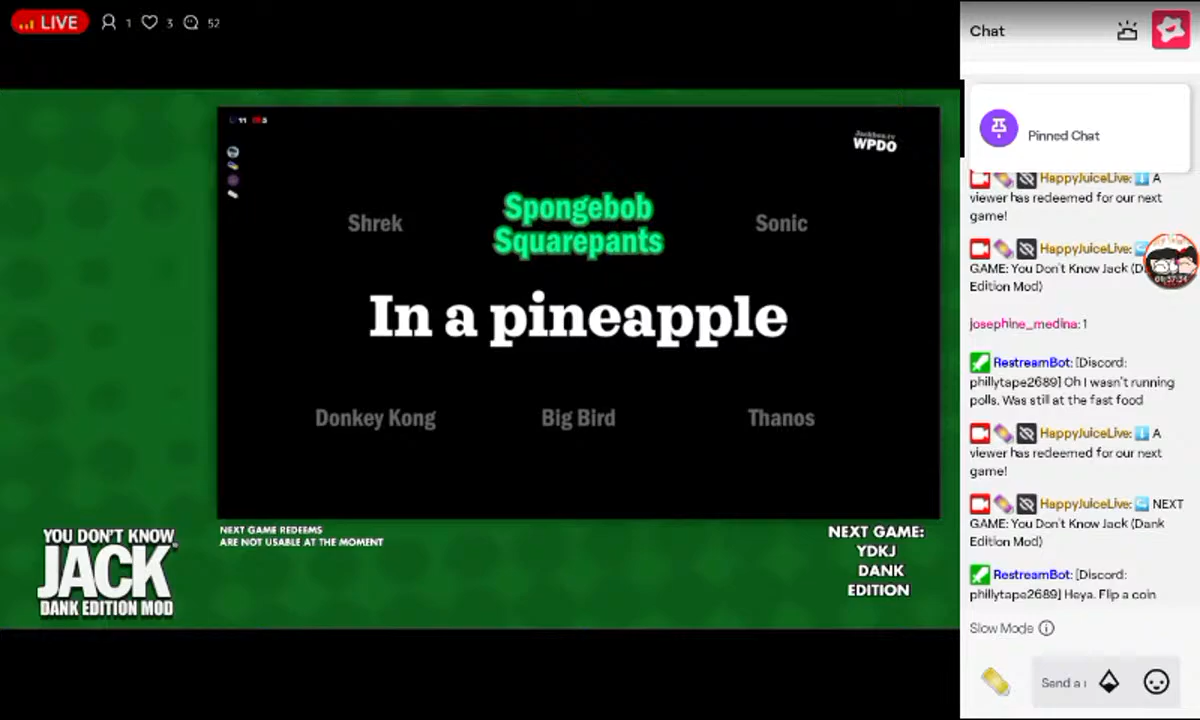 LIVE 1 3 52
11 3
Jackbox.tv
WPDO
Shrek
Spongebob
Squarepants
Sonic
In a pineapple
Donkey Kong
Big Bird
Thanos
YOU DON'T KNOW
JACK
DANK EDITION MOD
NEXT GAME REDEEMS
ARE NOT USABLE AT THE MOMENT
NEXT GAME:
YDKJ
DANK
EDITION
Chat
Pinned Chat
HappyJuiceLive: A
viewer has redeemed for our next
game!
HappyJuiceLive:
GAME: You Don't Know Jack (Da
Edition Mod)
josephine_medina: 1
RestreamBot: [Discord:
phillytape2689] Oh I wasn't running
polls. Was still at the fast food
HappyJuiceLive: A
viewer has redeemed for our next
game!
HappyJuiceLive: NEXT
GAME: You Don't Know Jack (Dank
Edition Mod)
RestreamBot: [Discord:
phillytape2689] Heya. Flip a coin
Slow Mode
Send a